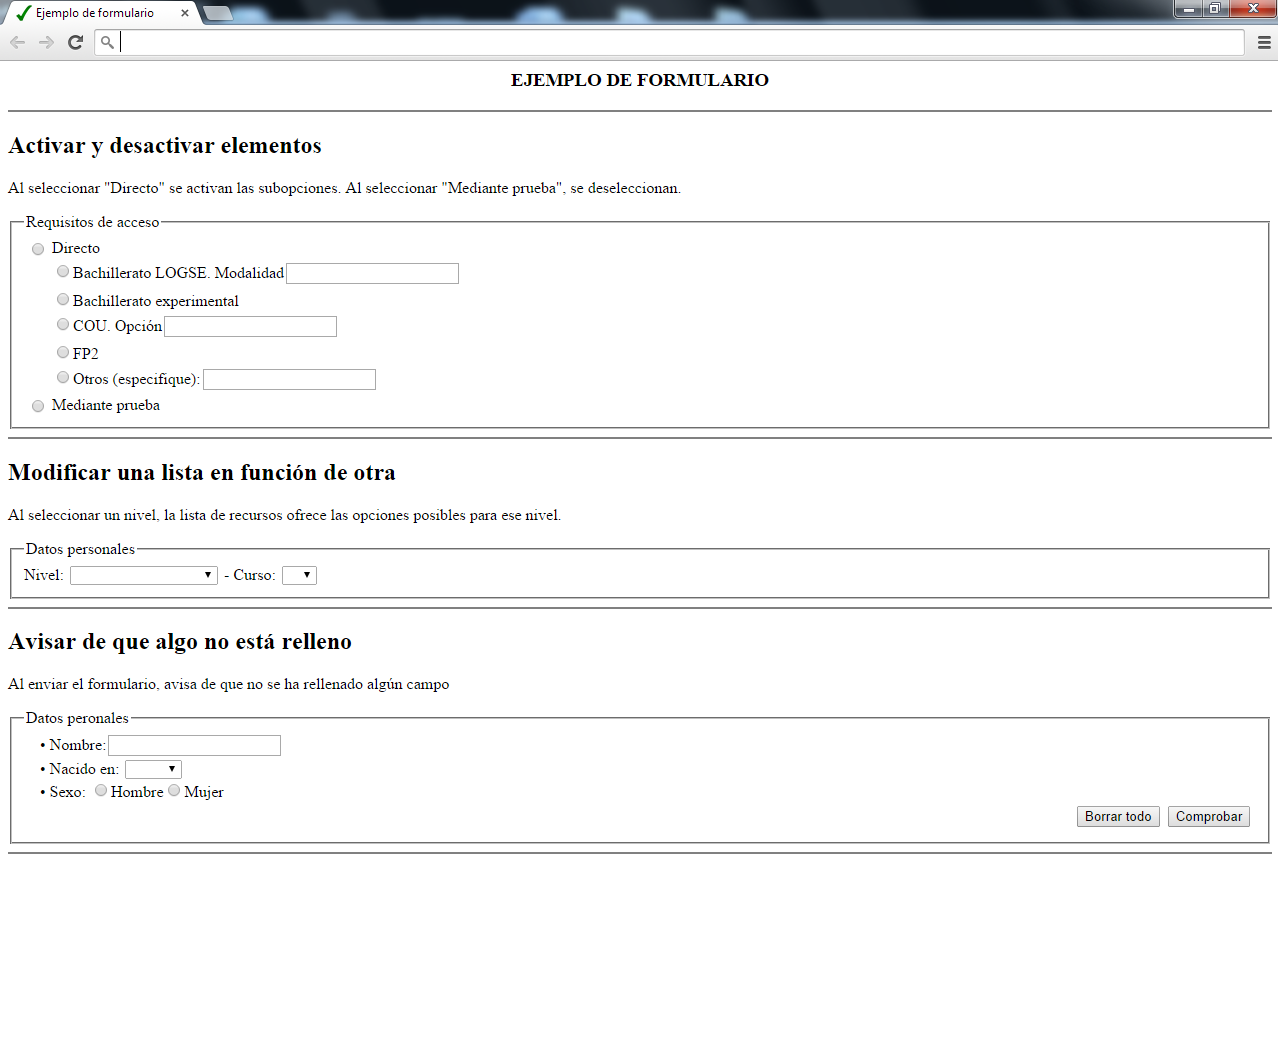 Ejemplo de formulario
EJEMPLO DE FORMULARIO
Activar y desactivar elementos
Al seleccionar "Directo" se activan las subopciones. Al seleccionar "Mediante prueba", se deseleccionan.
Requisitos de acceso
Directo
Bachillerato LOGSE. Modalidad
Bachillerato experimental
COU. Opción
FP2
Otros (especifique):
Mediante prueba
Modificar una lista en función de otra
Al seleccionar un nivel, la lista de recursos ofrece las opciones posibles para ese nivel.
Datos personales
Nivel: - Curso:
Avisar de que algo no está relleno
Al enviar el formulario, avisa de que no se ha rellenado algún campo
Datos peronales
• Nombre:
• Nacido en:
• Sexo: Hombre Mujer
Borrar todo Comprobar